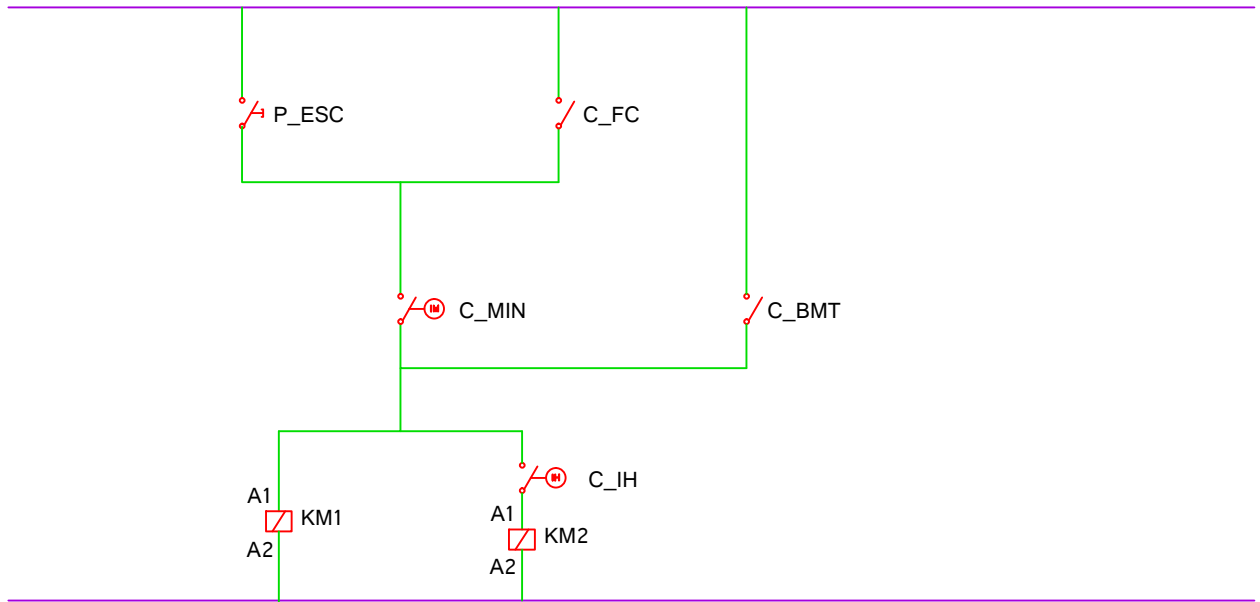 P_ESC
C_FC
C_MIN
C_BMT
C_IH
A1
KM1
A2
A1
KM2
A2